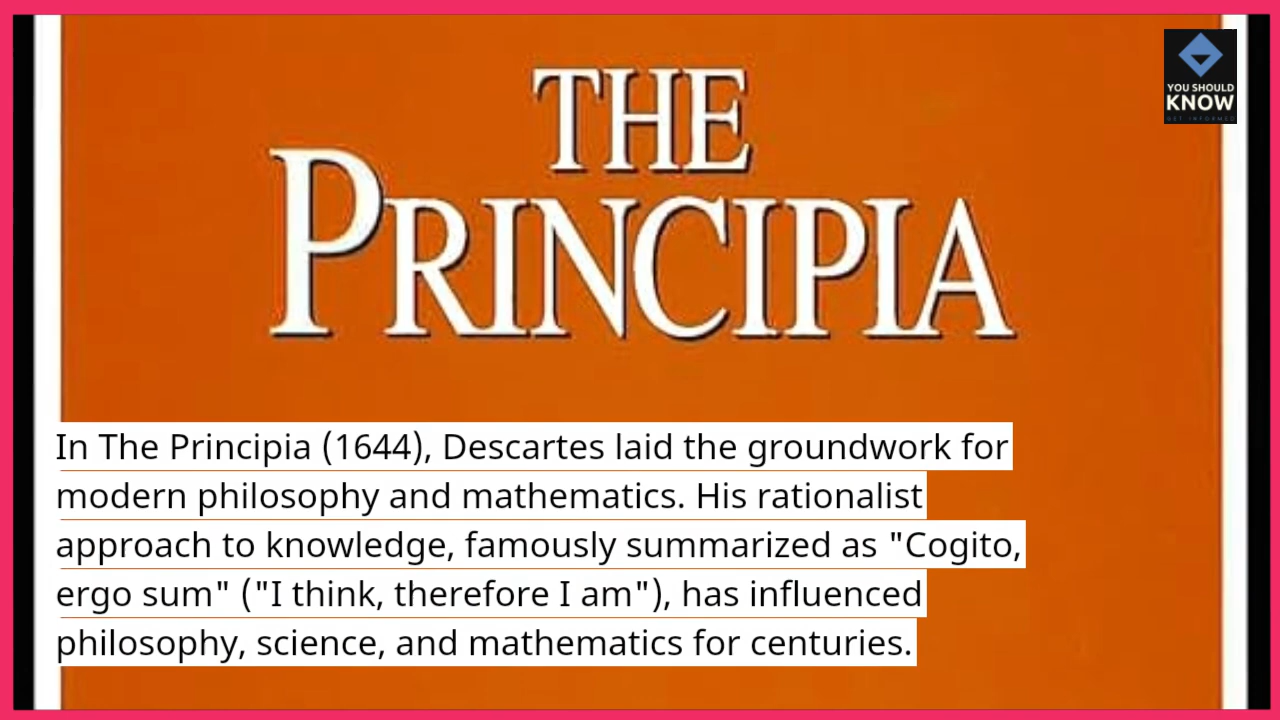 THE
PRINCIPIA
YOU SHOULD
KNOW
GET INFORMED
In The Principia (1644), Descartes laid the groundwork for
modern philosophy and mathematics. His rationalist
approach to knowledge, famously summarized as "Cogito,
ergo sum" ("I think, therefore I am"), has influenced
philosophy, science, and mathematics for centuries.